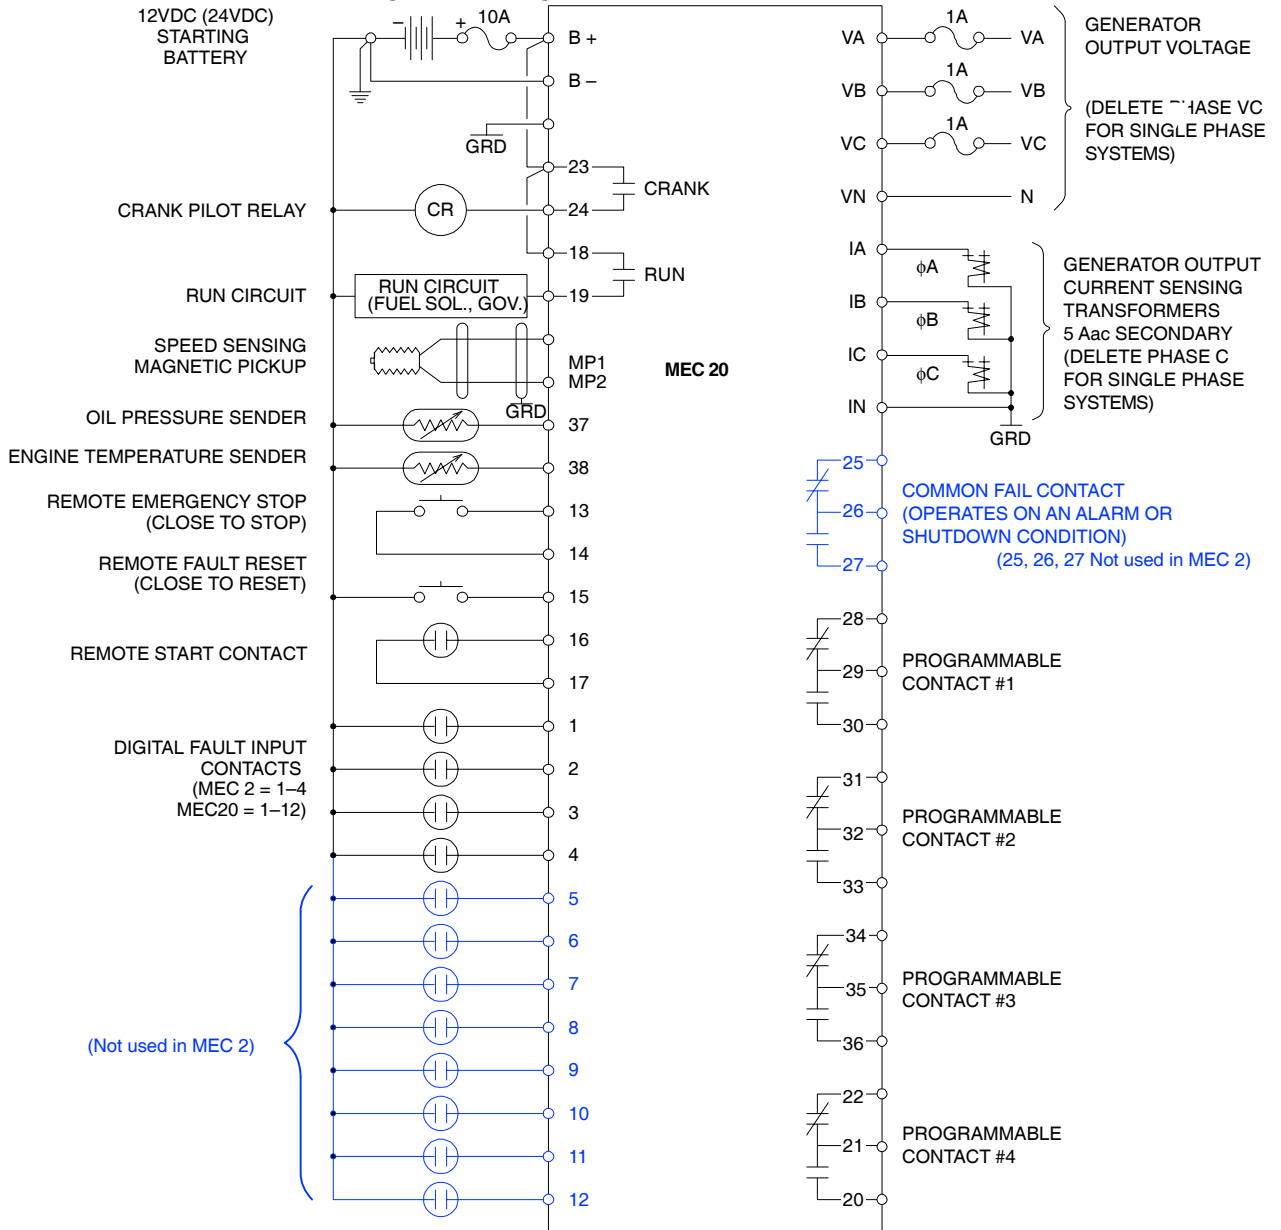 12VDC (24VDC)
STARTING
BATTERY
−
+
10A
B +
B −
GRD
23
CRANK
CRANK PILOT RELAY
CR
24
18
RUN
RUN CIRCUIT
RUN CIRCUIT
(FUEL SOL., GOV.)
19
SPEED SENSING
MAGNETIC PICKUP
MP1
MP2
GRD
MEC 20
OIL PRESSURE SENDER
37
ENGINE TEMPERATURE SENDER
38
REMOTE EMERGENCY STOP
(CLOSE TO STOP)
13
14
REMOTE FAULT RESET
(CLOSE TO RESET)
15
REMOTE START CONTACT
16
17
DIGITAL FAULT INPUT
CONTACTS
(MEC 2 = 1–4
MEC20 = 1–12)
1
2
3
4
(Not used in MEC 2)
5
6
7
8
9
10
11
12
VA
1A
VA
VB
1A
VB
VC
1A
VC
VN
N
GENERATOR
OUTPUT VOLTAGE
(DELETE VC
FOR SINGLE PHASE
SYSTEMS)
IA
ϕA
IB
ϕB
IC
ϕC
IN
GRD
GENERATOR OUTPUT
CURRENT SENSING
TRANSFORMERS
5 Aac SECONDARY
(DELETE PHASE C
FOR SINGLE PHASE
SYSTEMS)
25
26
27
COMMON FAIL CONTACT
(OPERATES ON AN ALARM OR
SHUTDOWN CONDITION)
(25, 26, 27 Not used in MEC 2)
28
29
30
PROGRAMMABLE
CONTACT #1
31
32
33
PROGRAMMABLE
CONTACT #2
34
35
36
PROGRAMMABLE
CONTACT #3
22
21
20
PROGRAMMABLE
CONTACT #4